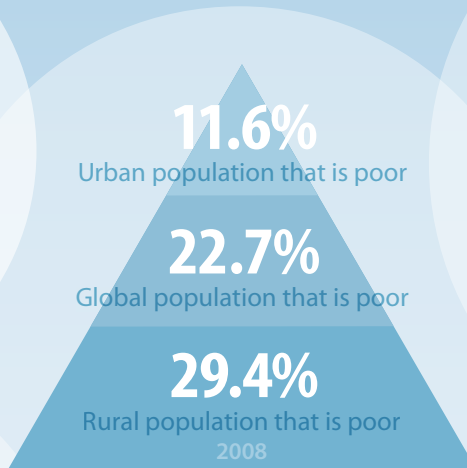 11.6%
Urban population that is poor
22.7%
Global population that is poor
29.4%
Rural population that is poor
2008